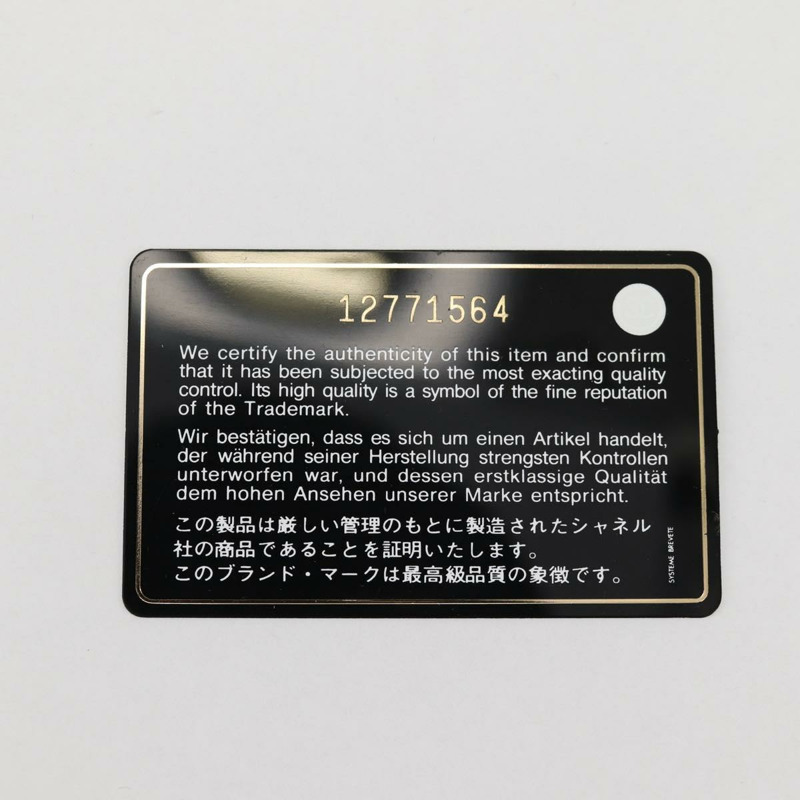 12771564
We certify the authenticity of this item and confirm
that it has been subjected to the most exacting quality
control. Its high quality is a symbol of the fine reputation
of the Trademark.
Wir bestätigen, dass es sich um einen Artikel handelt,
der während seiner Herstellung strengsten Kontrollen
unterworfen war, und dessen erstklassige Qualität
dem hohen Ansehen unserer Marke entspricht.
この製品は厳しい管理のもとに製造されたシャネル
社の商品であることを証明いたします。
このブランド・マークは最高級品質の象徴です。
SYSTEME BREVETE